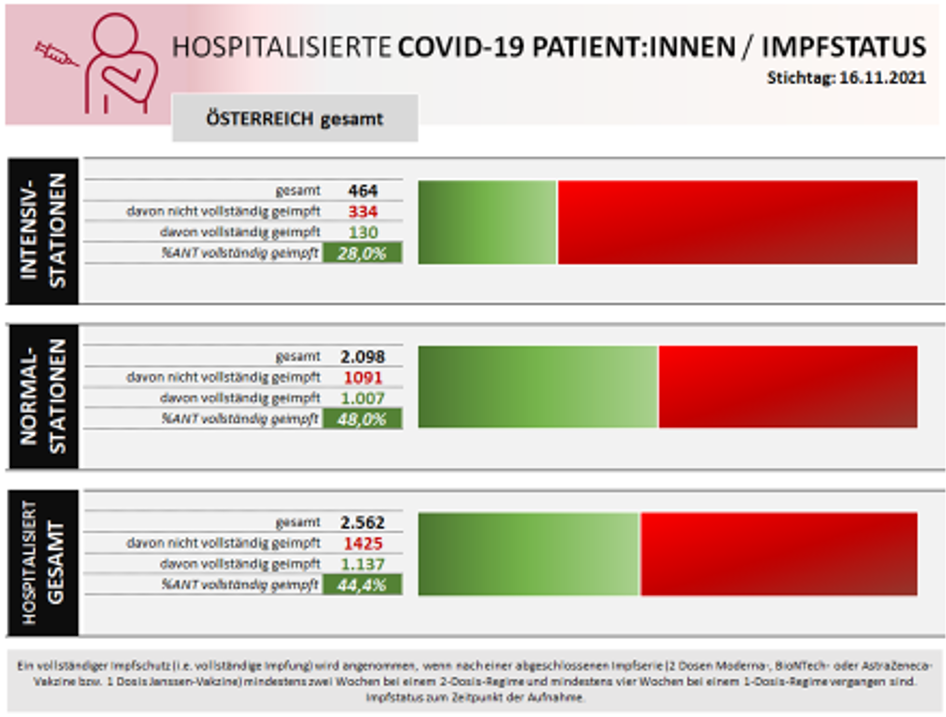 HOSPITALISIERTE COVID-19 PATIENT:INNEN / IMPFSTATUS
Stichtag: 16.11.2021
ÖSTERREICH gesamt
INTENSIV-
STATIONEN
gesamt 464
davon nicht vollständig geimpft 334
davon vollständig geimpft 130
%ANT vollständig geimpft 28,0%
NORMAL-
STATIONEN
gesamt 2.098
davon nicht vollständig geimpft 1091
davon vollständig geimpft 1.007
%ANT vollständig geimpft 48,0%
HOSPITALISIERT
GESAMT
gesamt 2.562
davon nicht vollständig geimpft 1425
davon vollständig geimpft 1.137
%ANT vollständig geimpft 44,4%
Ein vollständiger Impfschutz (i.e. vollständige Impfung) wird angenommen, wenn nach einer abgeschlossenen Impfserie (2 Dosen Moderna-, BioNTech- oder AstraZeneca-
Vakzine bzw. 1 Dosis Janssen-Vakzine) mindestens zwei Wochen bei einem 2-Dosis-Regime und mindestens vier Wochen bei einem 1-Dosis-Regime vergangen sind.
Impfstatus zum Zeitpunkt der Aufnahme.